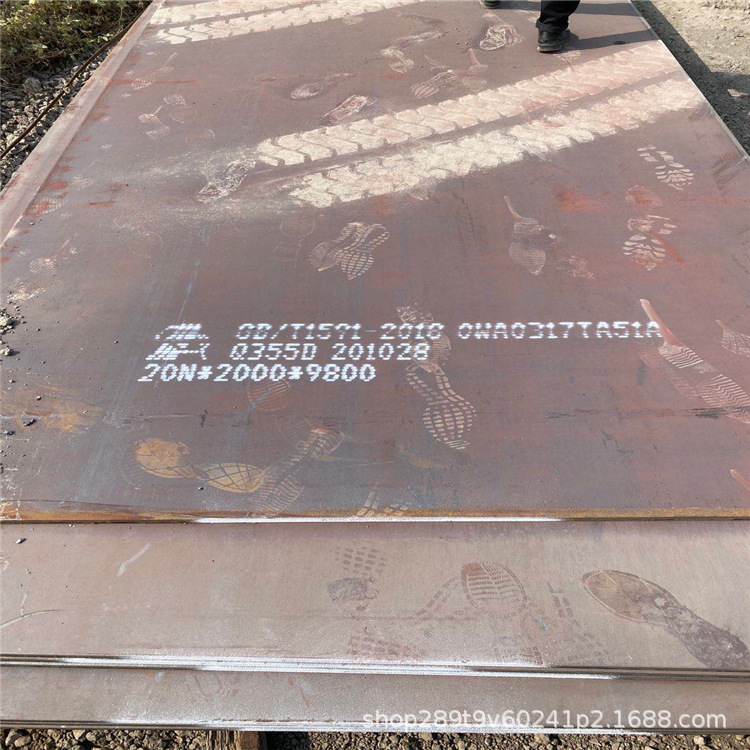 GB/T1591-2018 0WA0317TA51A
Q355D 201028
20N*2000*9800
shop289t9v60241p2.1688.com